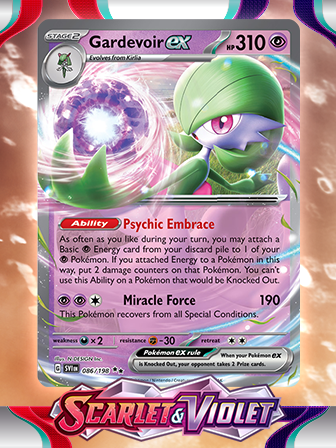 STAGE 2
Gardevoir ex
HP 310
Evolves from Kirlia
Ability Psychic Embrace
As often as you like during your turn, you may attach a
Basic Energy card from your discard pile to 1 of your
Pokémon. If you attached Energy to a Pokémon in this
way, put 2 damage counters on that Pokémon. You can't
use this Ability on a Pokémon that would be Knocked Out.
Miracle Force 190
This Pokémon recovers from all Special Conditions.
weakness ×2 resistance -30 retreat
Pokémon ex rule
When your Pokémon ex
is Knocked Out, your opponent takes 2 Prize cards.
Illus. IN-DESIGN Inc.
G SVI EN 086/198
SCARLET & VIOLET